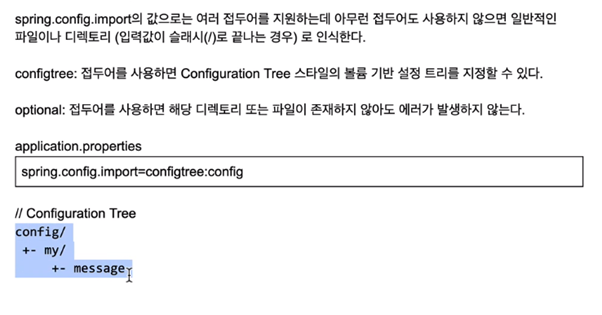 spring.config.import의 값으로는 여러 접두어를 지원하는데 아무런 접두어도 사용하지 않으면 일반적인
파일이나 디렉토리 (입력값이 슬래시(/)로 끝나는 경우) 로 인식한다.
configtree: 접두어를 사용하면 Configuration Tree 스타일의 볼륨 기반 설정 트리를 지정할 수 있다.
optional: 접두어를 사용하면 해당 디렉토리 또는 파일이 존재하지 않아도 에러가 발생하지 않는다.
application.properties
spring.config.import=configtree:config
// Configuration Tree
config/
+- my/
+- message